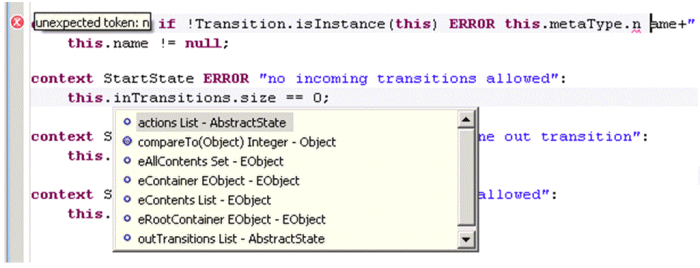 unexpected token: n if !Transition.isInstance(this) ERROR this.metaType.n ame+"
this.name != null;
context StartState ERROR "no incoming transitions allowed":
this.inTransitions.size == 0;
actions List - AbstractState
compareTo(Object) Integer - Object
context S ne out transition":
eAllContents Set - EObject
this.
eContainer EObject - EObject
eContents List - EObject
context S allowed":
eRootContainer EObject - EObject
this.
outTransitions List - AbstractState